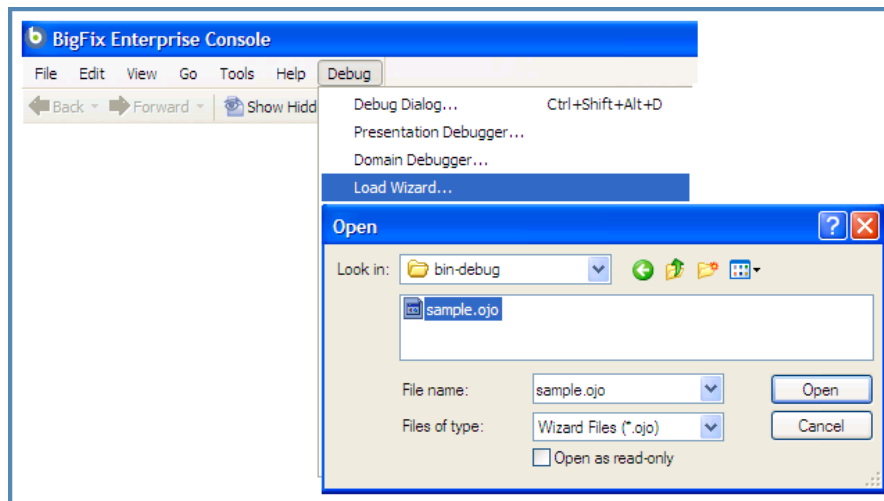 BigFix Enterprise Console
File Edit View Go Tools Help Debug
Back Forward Show Hidd
Debug Dialog... Ctrl+Shift+Alt+D
Presentation Debugger...
Domain Debugger...
Load Wizard...
Open
Look in: bin-debug
sample.ojo
File name: sample.ojo Open
Files of type: Wizard Files (*.ojo) Cancel
Open as read-only